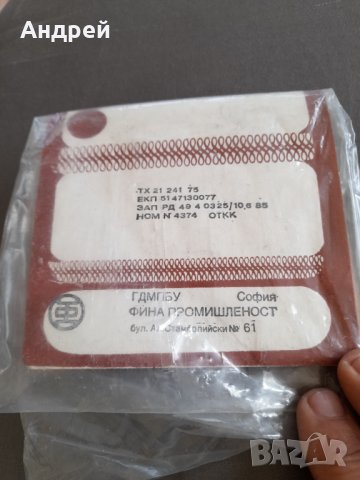 Андрей
ТХ 21 241 75
ЕКП 5147130077
ЗАП РД 49 4 0325/10,6 85
НОМ N 4374 ОТКК
ГДМПБУ София
ФИНА ПРОМИШЛЕНОСТ
бул. Ал. Стамболийски № 61
BAZAR